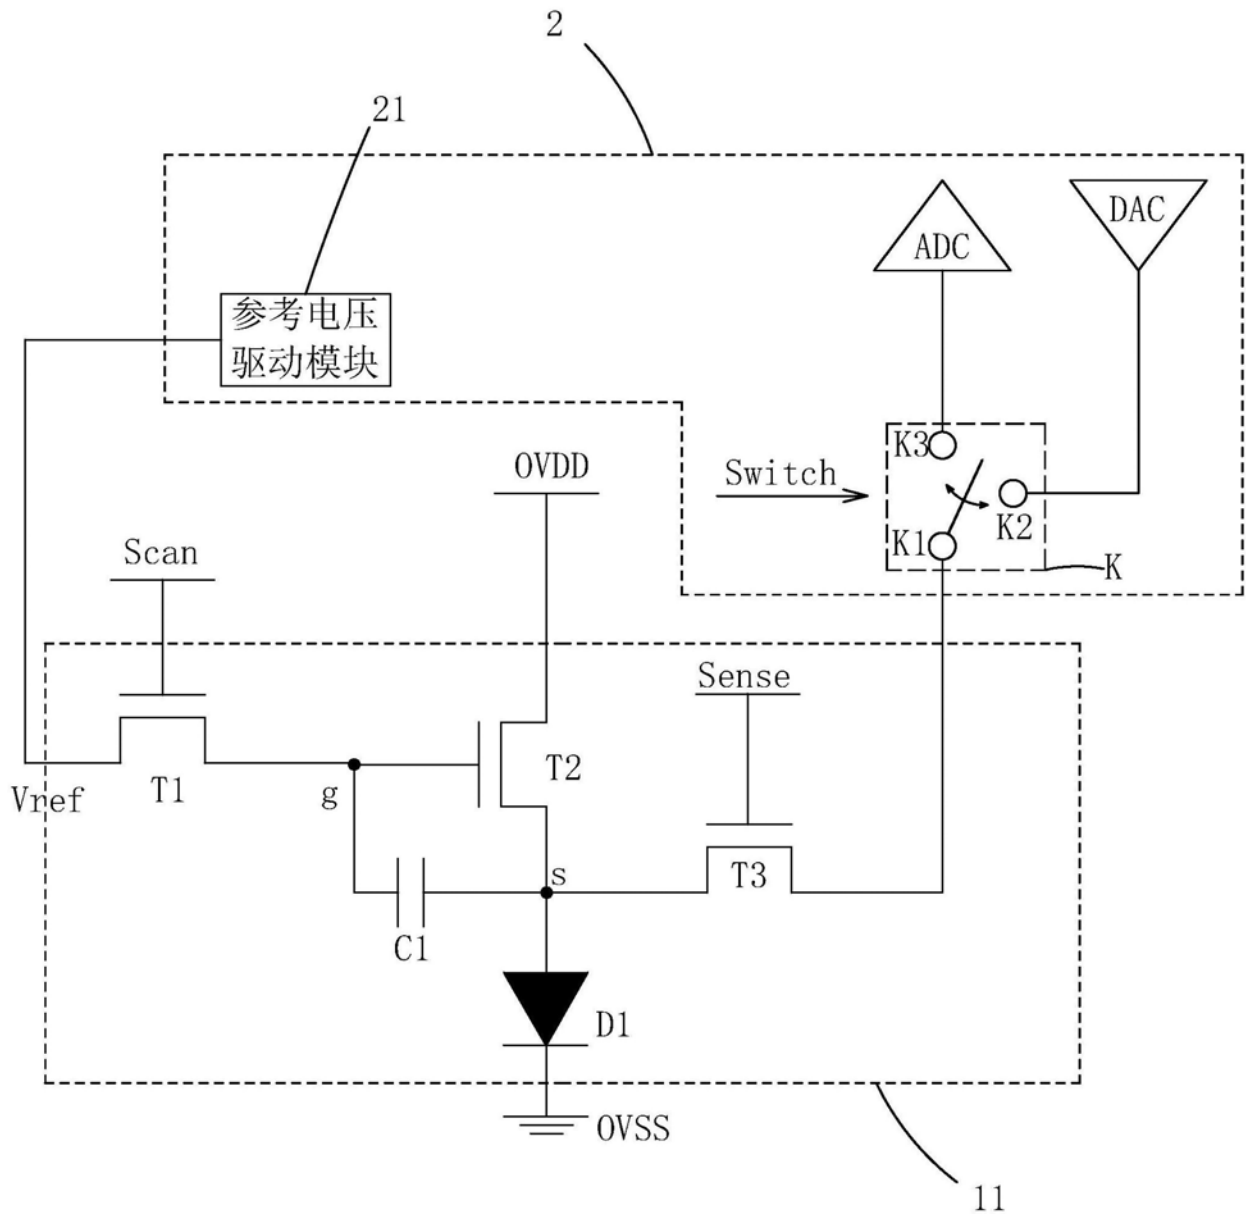 2
21
DAC
ADC
参考电压
驱动模块
K3
OVDD
Switch
K2
K1
Scan
K
Sense
T2
T1
Vref
g
s
T3
C1
D1
OVSS
11